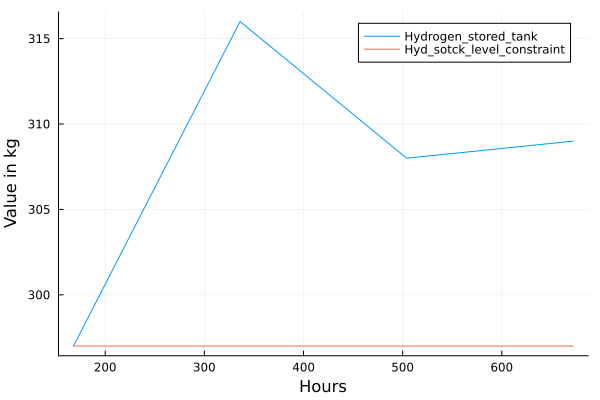 Hydrogen_stored_tank
Hyd_sotck_level_constraint
315
310
305
300
Value in kg
200 300 400 500 600
Hours